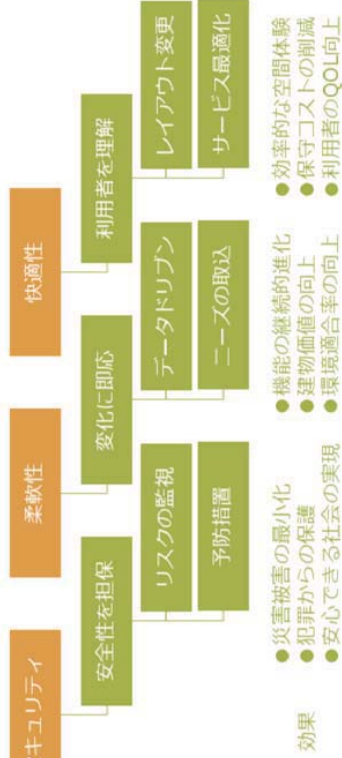 キュリティ
柔軟性
快適性
安全性を担保
変化に即応
利用者を理解
リスクの監視
データドリブン
レイアウト変更
予防措置
ニーズの取込
サービス最適化
効果
●災害被害の最小化
●犯罪からの保護
●安心できる社会の実現
●機能の継続的進化
●建物価値の向上
●環境適合率の向上
●効率的な空間体験
●保守コストの削減
●利用者のQOL向上